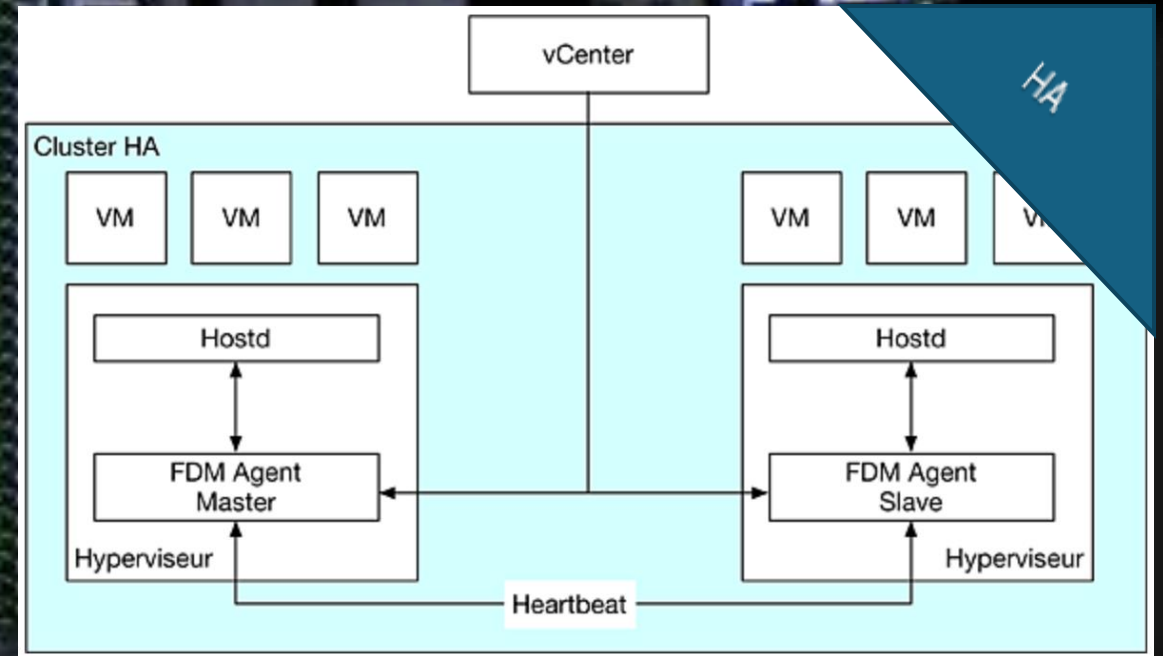 vCenter
HA
Cluster HA
VM VM VM VM VM
Hostd Hostd
FDM Agent
Master
FDM Agent
Slave
Hyperviseur Hyperviseur
Heartbeat